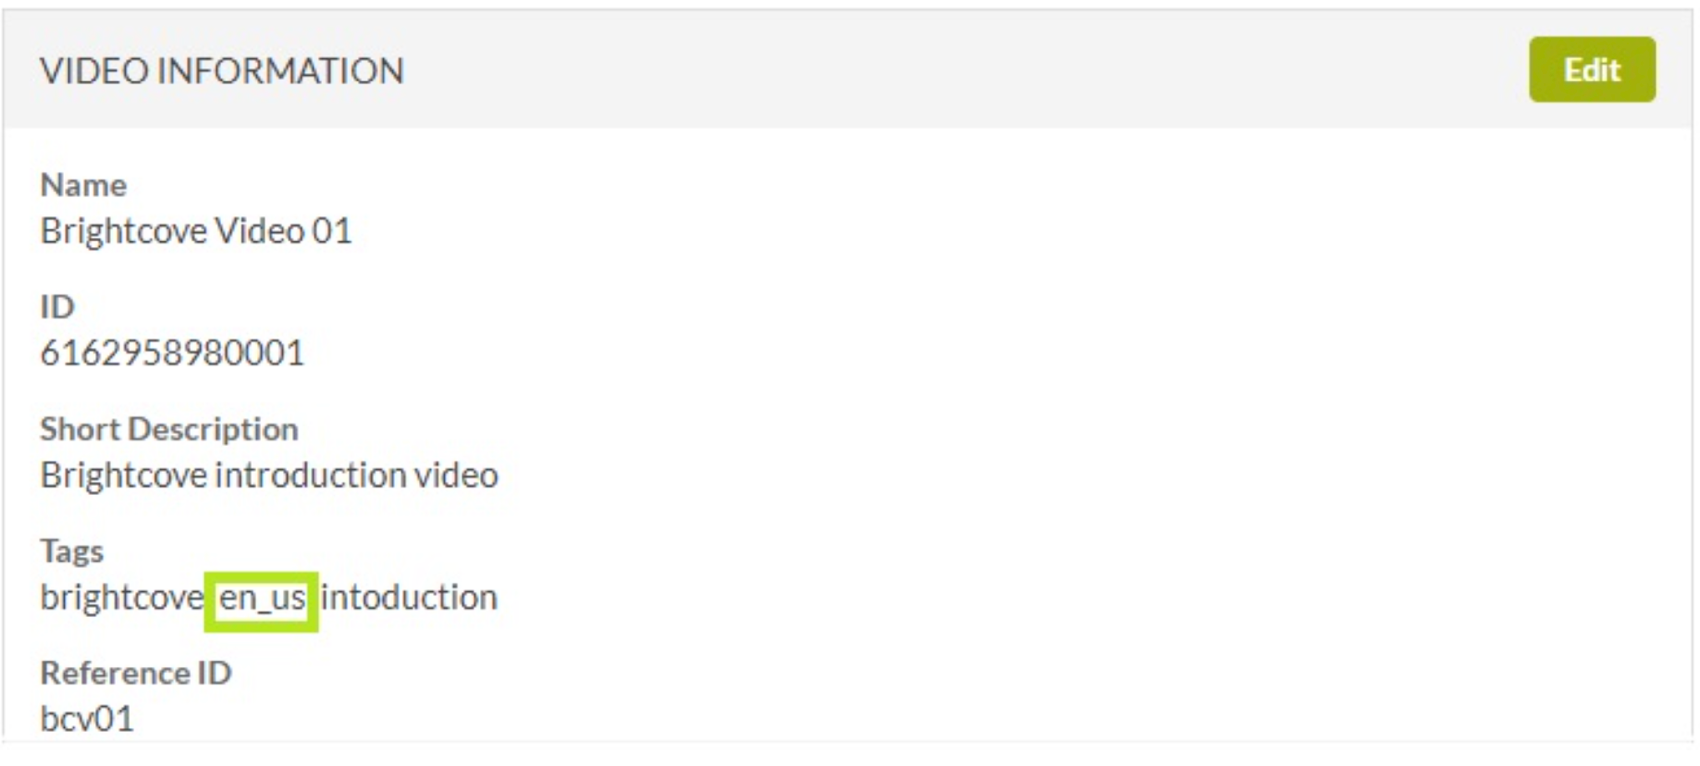 VIDEO INFORMATION
Edit
Name
Brightcove Video 01
ID
6162958980001
Short Description
Brightcove introduction video
Tags
brightcove en_us intoduction
Reference ID
bcv01